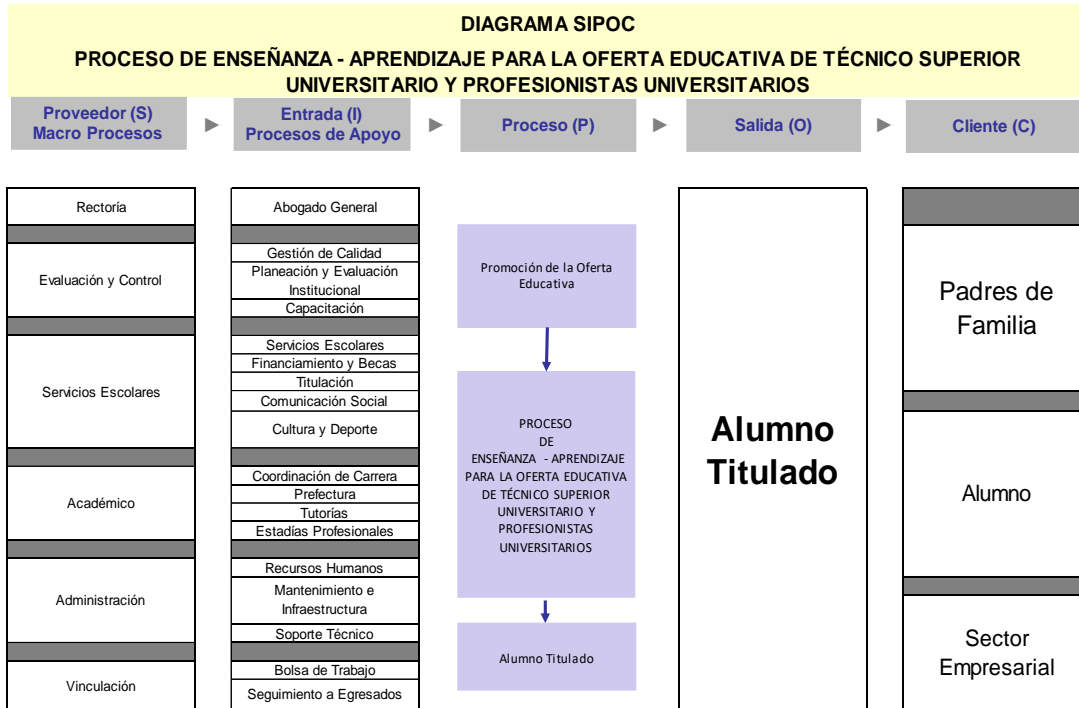 DIAGRAMA SIPOC
PROCESO DE ENSEÑANZA - APRENDIZAJE PARA LA OFERTA EDUCATIVA DE TÉCNICO SUPERIOR
UNIVERSITARIO Y PROFESIONISTAS UNIVERSITARIOS
Proveedor (S)
Macro Procesos
Entrada (I)
Procesos de Apoyo
Proceso (P)
Salida (O)
Cliente (C)
Rectoría
Evaluación y Control
Servicios Escolares
Académico
Administración
Vinculación
Abogado General
Gestión de Calidad
Planeación y Evaluación
Institucional
Capacitación
Servicios Escolares
Financiamiento y Becas
Titulación
Comunicación Social
Cultura y Deporte
Coordinación de Carrera
Prefectura
Tutorías
Estadías Profesionales
Recursos Humanos
Mantenimiento e
Infraestructura
Soporte Técnico
Bolsa de Trabajo
Seguimiento a Egresados
Promoción de la Oferta
Educativa
PROCESO
DE
ENSEÑANZA - APRENDIZAJE
PARA LA OFERTA EDUCATIVA
DE TÉCNICO SUPERIOR
UNIVERSITARIO Y
PROFESIONISTAS
UNIVERSITARIOS
Alumno Titulado
Alumno
Titulado
Padres de
Familia
Alumno
Sector
Empresarial